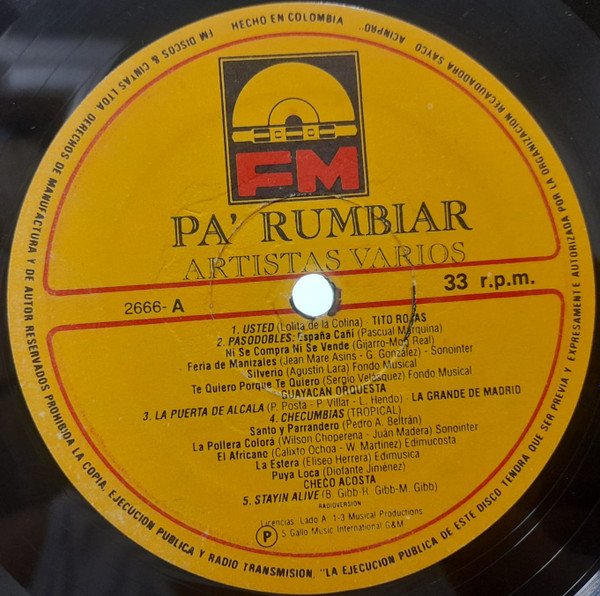 FM DISCOS & CINTAS LTDA. DERECHOS DE MANUFACTURA Y DE AUTOR RESERVADOS PROHIBIDA LA COPIA, EJECUCION PUBLICA Y RADIO TRANSMISION, "LA EJECUCION PUBLICA DE ESTE DISCO TENDRA QUE SER PREVIA Y EXPRESAMENTE AUTORIZADA POR LA ORGANIZACION RECAUDADORA SAYCO ACINPRO"
HECHO EN COLOMBIA
FM
PA' RUMBIAR
ARTISTAS VARIOS
2666-A
33 r.p.m.
1. USTED (Lolita de la Colina) TITO ROJAS
2. PASODOBLES: España Cañí (Pascual Marquina)
Ni Se Compra Ni Se Vende (Gijarro-Mog Real)
Feria de Manizales (Jean Mare Asins - G. González) - Sonointer
Silverio (Agustin Lara) Fondo Musical
Te Quiero Porque Te Quiero (Sergio Velasquez) Fondo Musical
GUAYACAN ORQUESTA
3. LA PUERTA DE ALCALA (P. Posta - P. Villar - L. Hendo) - LA GRANDE DE MADRID
4. CHECUMBIAS (TROPICAL)
Santo y Parrandero (Pedro A. Beltrán)
La Pollera Colorá (Wilson Choperena - Juán Madera) Sonointer
El Africano (Calixto Ochoa - W. Martinez) Edimucosta
La Estera (Eliseo Herrera) Edimusica
Puya Loca (Diofante Jiménez)
CHECO ACOSTA
5. STAYIN ALIVE (B. Gibb-R. Gibb-M. Gibb)
RADIOVERSION
Licencias: Lado A. 1-3 Musical Productions
P 5 Gallo Music International G&M.